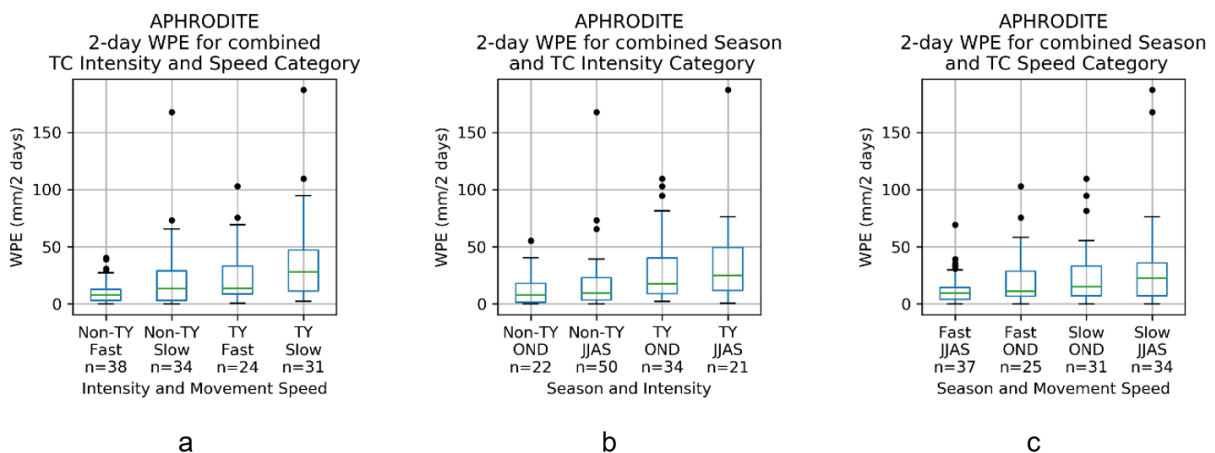 APHRODITE
2-day WPE for combined
TC Intensity and Speed Category
WPE (mm/2 days)
150
100
50
0
Non-TY Non-TY TY TY
Fast Slow Fast Slow
n=38 n=34 n=24 n=31
Intensity and Movement Speed
a
APHRODITE
2-day WPE for combined Season
and TC Intensity Category
WPE (mm/2 days)
150
100
50
0
Non-TY Non-TY TY TY
OND JJAS OND JJAS
n=22 n=50 n=34 n=21
Season and Intensity
b
APHRODITE
2-day WPE for combined Season
and TC Speed Category
WPE (mm/2 days)
150
100
50
0
Fast Fast Slow Slow
JJAS OND OND JJAS
n=37 n=25 n=31 n=34
Season and Movement Speed
c